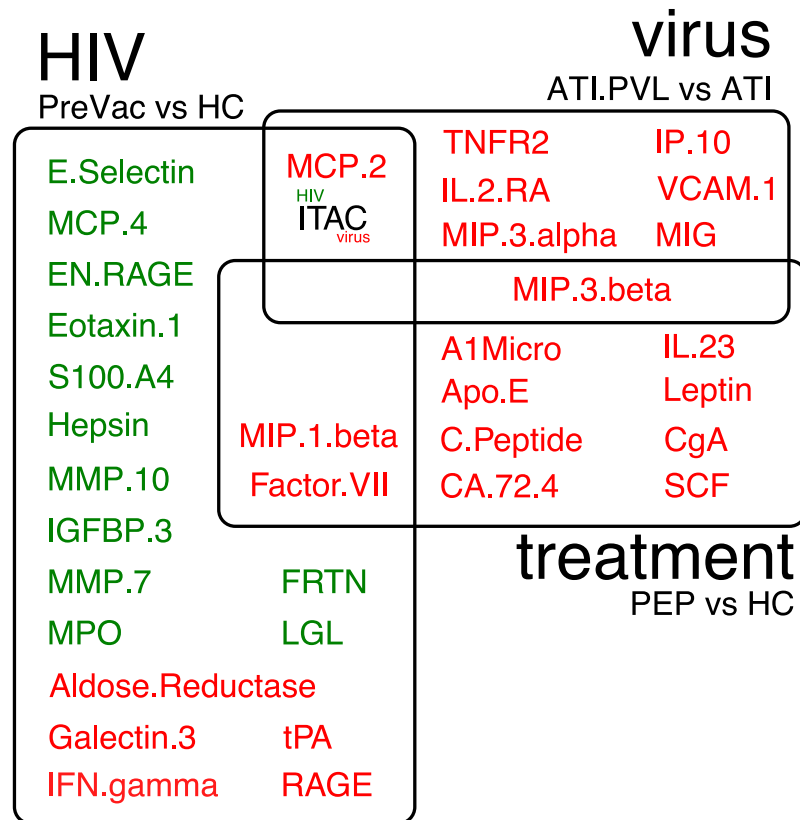 HIV
PreVac vs HC
virus
ATI.PVL vs ATI
E.Selectin
MCP.4
EN.RAGE
Eotaxin.1
S100.A4
Hepsin
MMP.10
IGFBP.3
MMP.7 FRTN
MPO LGL
Aldose.Reductase
Galectin.3 tPA
IFN.gamma RAGE
MCP.2
HIV
ITAC
virus
TNFR2 IP.10
IL.2.RA VCAM.1
MIP.3.alpha MIG
MIP.3.beta
MIP.1.beta
Factor.VII
A1Micro IL.23
Apo.E Leptin
C.Peptide CgA
CA.72.4 SCF
treatment
PEP vs HC